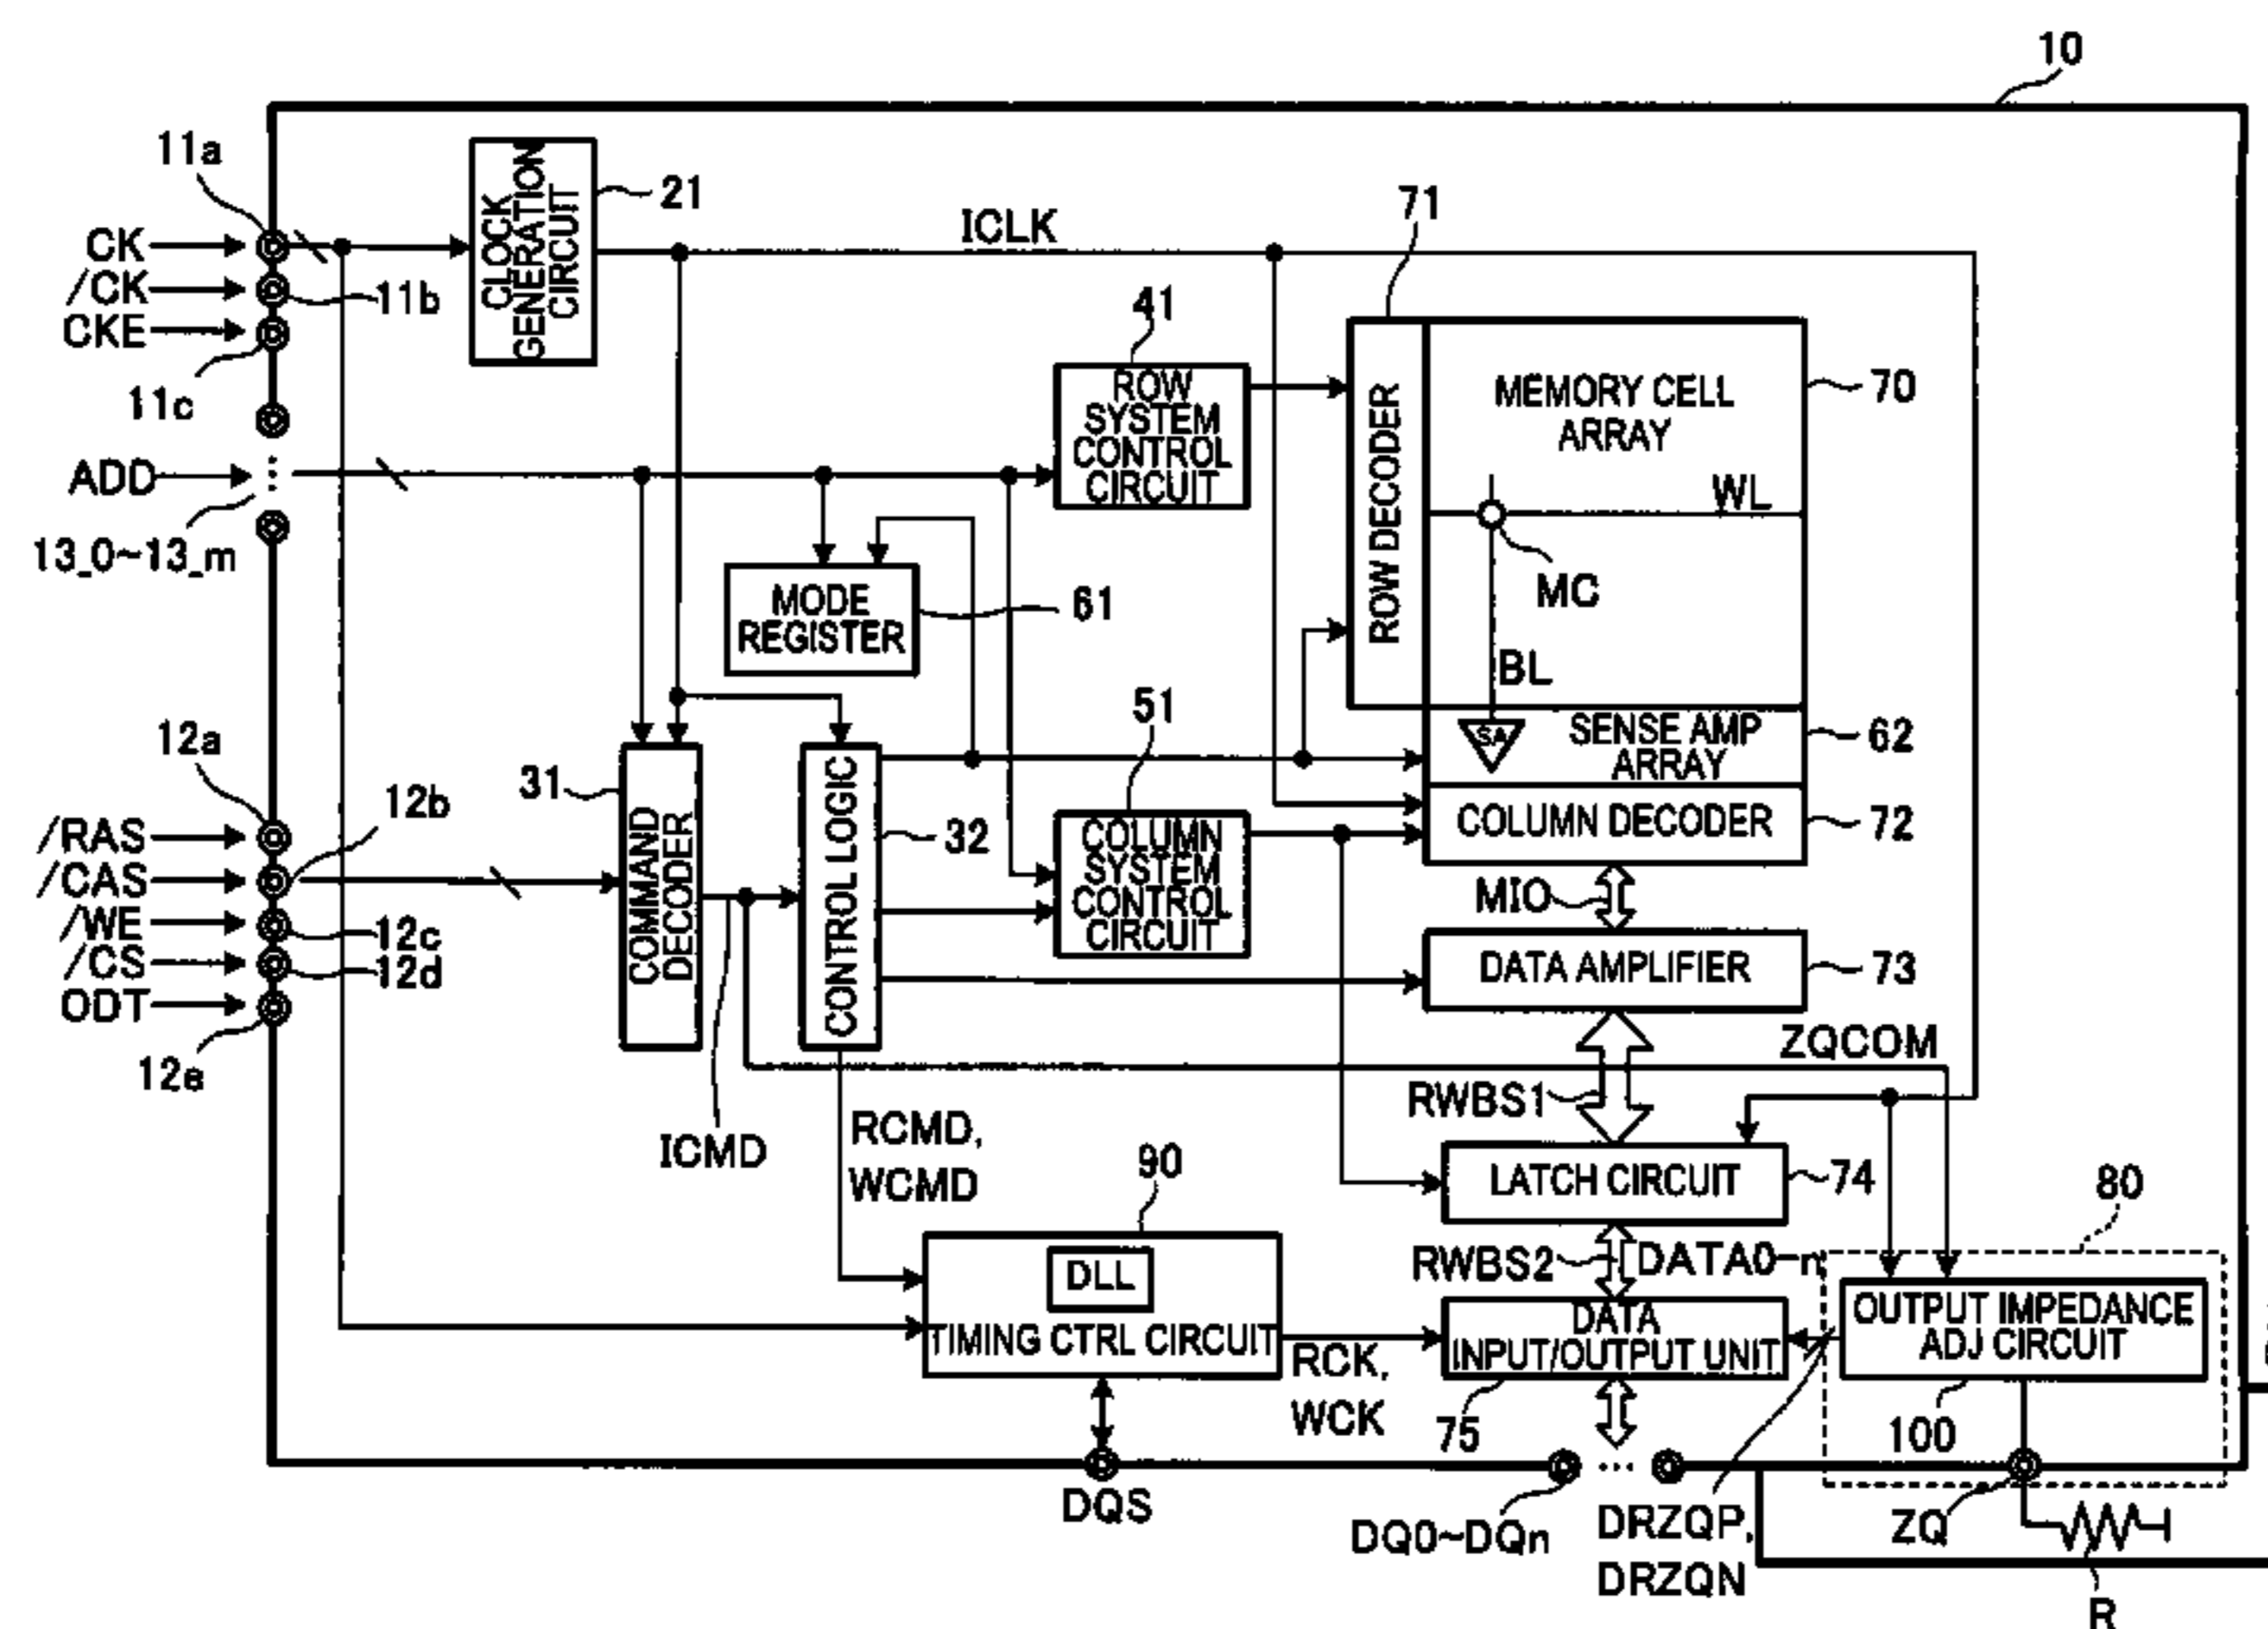 10
11a
CLOCK
GENERATION
CIRCUIT
21
ICLK
71
CK
/CK
11b
CKE
11c
41
ROW
SYSTEM
CONTROL
CIRCUIT
ROW DECODER
MEMORY CELL
ARRAY
70
ADD
13_0~13_m
WL
MC
MODE
REGISTER
61
BL
51
SA
SENSE AMP
ARRAY
62
12a
31
12b
COMMAND
DECODER
CONTROL LOGIC
32
COLUMN
SYSTEM
CONTROL
CIRCUIT
COLUMN DECODER
72
/RAS
/CAS
/WE
12c
/CS
12d
ODT
12e
MIO
DATA AMPLIFIER
73
ZQCOM
RWBS1
ICMD
RCMD,
WCMD
90
LATCH CIRCUIT
74
80
RWBS2
DATA0-n
DLL
TIMING CTRL CIRCUIT
RCK,
WCK
DATA
INPUT/OUTPUT UNIT
75
OUTPUT IMPEDANCE
ADJ CIRCUIT
100
DQS
DQ0~DQn
DRZQP,
DRZQN
ZQ
R